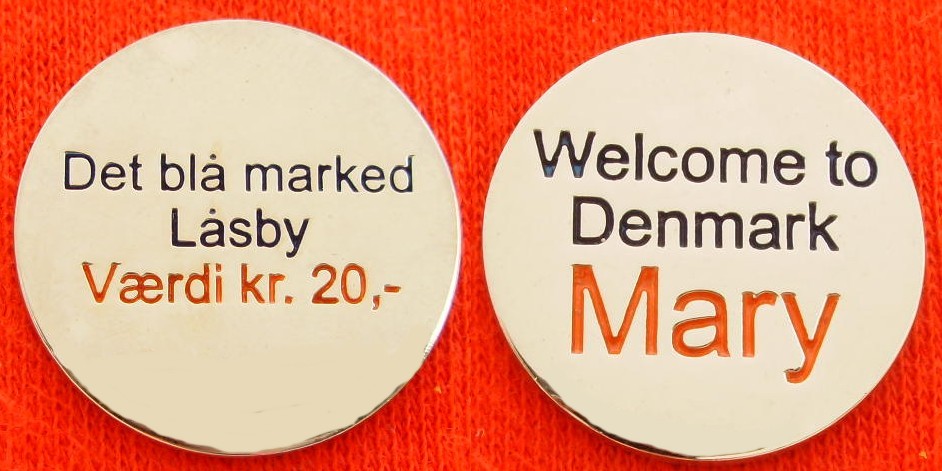 Det blå marked
Låsby
Værdi kr. 20,-
Welcome to
Denmark
Mary